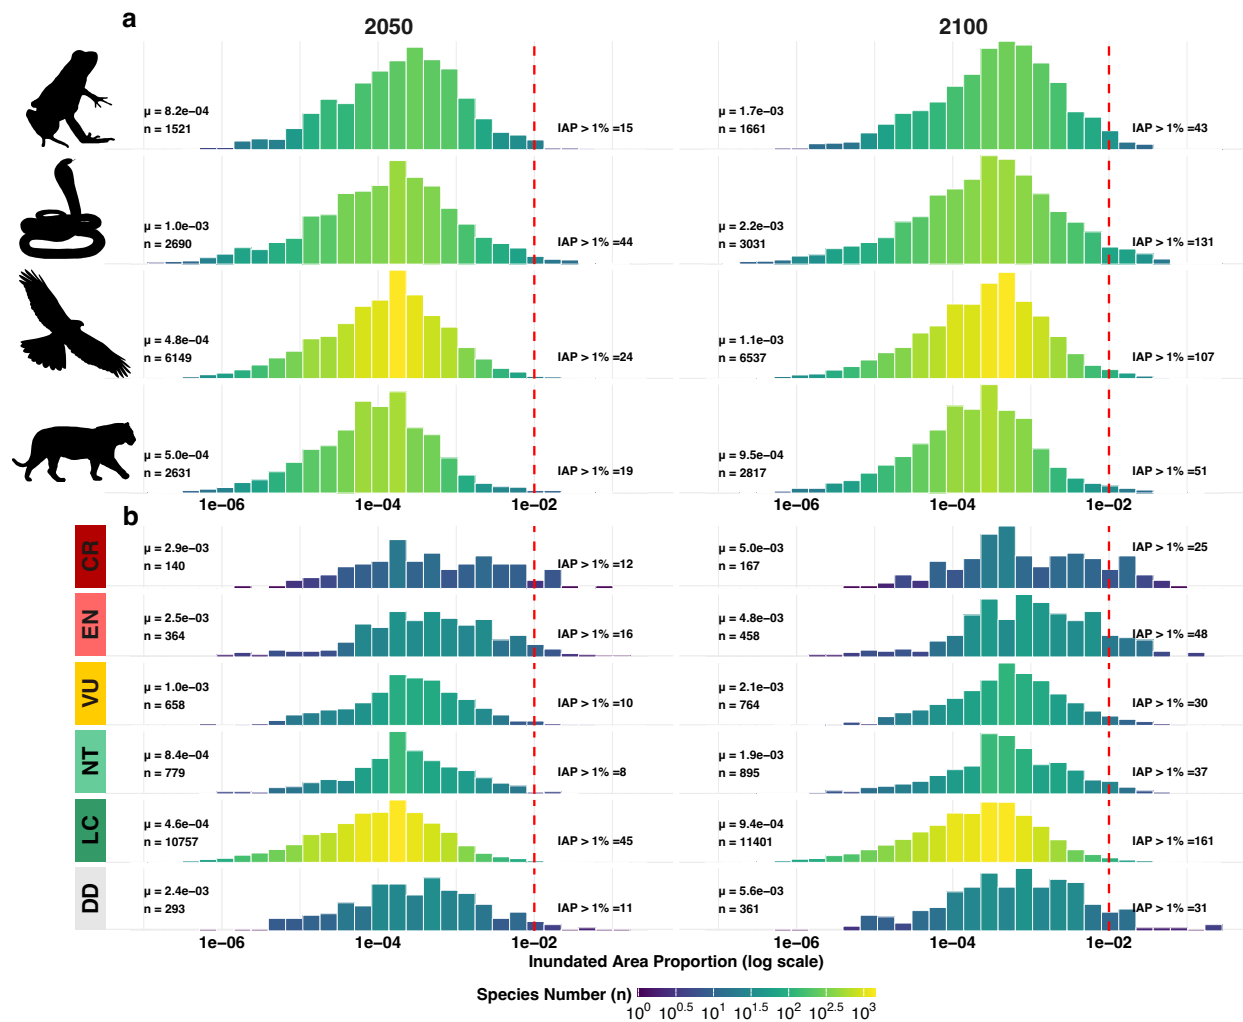 a
2050
2100
μ = 8.2e−04
n = 1521
IAP > 1% =15
μ = 1.7e−03
n = 1661
IAP > 1% =43
μ = 1.0e−03
n = 2690
IAP > 1% =44
μ = 2.2e−03
n = 3031
IAP > 1% =131
μ = 4.8e−04
n = 6149
IAP > 1% =24
μ = 1.1e−03
n = 6537
IAP > 1% =107
μ = 5.0e−04
n = 2631
IAP > 1% =19
μ = 9.5e−04
n = 2817
IAP > 1% =51
1e−06 1e−04 1e−02
1e−06 1e−04 1e−02
b
CR
μ = 2.9e−03
n = 140
IAP > 1% =12
μ = 5.0e−03
n = 167
IAP > 1% =25
EN
μ = 2.5e−03
n = 364
IAP > 1% =16
μ = 4.8e−03
n = 458
IAP > 1% =48
VU
μ = 1.0e−03
n = 658
IAP > 1% =10
μ = 2.1e−03
n = 764
IAP > 1% =30
NT
μ = 8.4e−04
n = 779
IAP > 1% =8
μ = 1.9e−03
n = 895
IAP > 1% =37
LC
μ = 4.6e−04
n = 10757
IAP > 1% =45
μ = 9.4e−04
n = 11401
IAP > 1% =161
DD
μ = 2.4e−03
n = 293
IAP > 1% =11
μ = 5.6e−03
n = 361
IAP > 1% =31
1e−06 1e−04 1e−02
1e−06 1e−04 1e−02
Inundated Area Proportion (log scale)
Species Number (n)
10^0 10^0.5 10^1 10^1.5 10^2 10^2.5 10^3